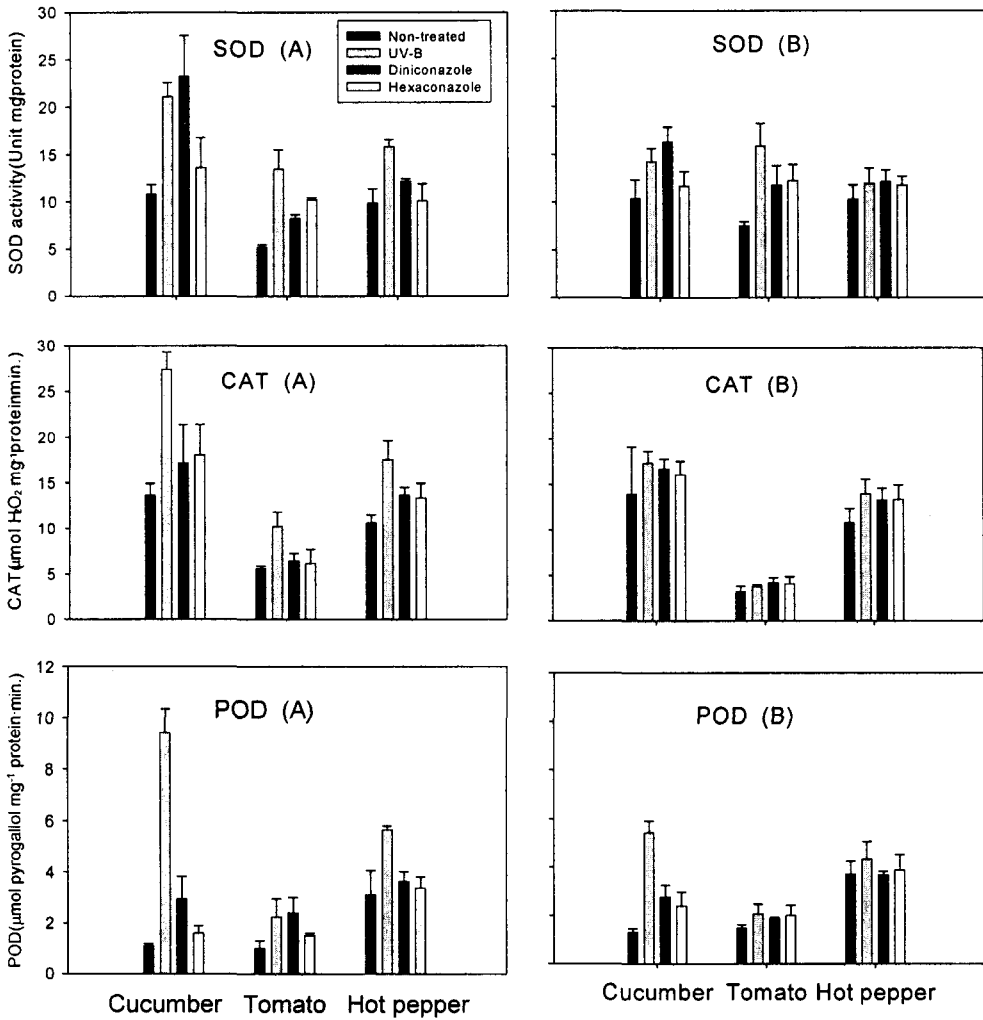 SOD (A)
Non-treated
UV-B
Diniconazole
Hexaconazole
SOD activity(Unit mgprotein)
30
25
20
15
10
5
0
SOD (B)
CAT (A)
CAT(μmol HO₂ mg⁻¹proteinmin.)
30
25
20
15
10
5
0
CAT (B)
POD (A)
POD(μmol pyrogallol mg⁻¹ protein·min.)
12
10
8
6
4
2
0
Cucumber Tomato Hot pepper
POD (B)
Cucumber Tomato Hot pepper